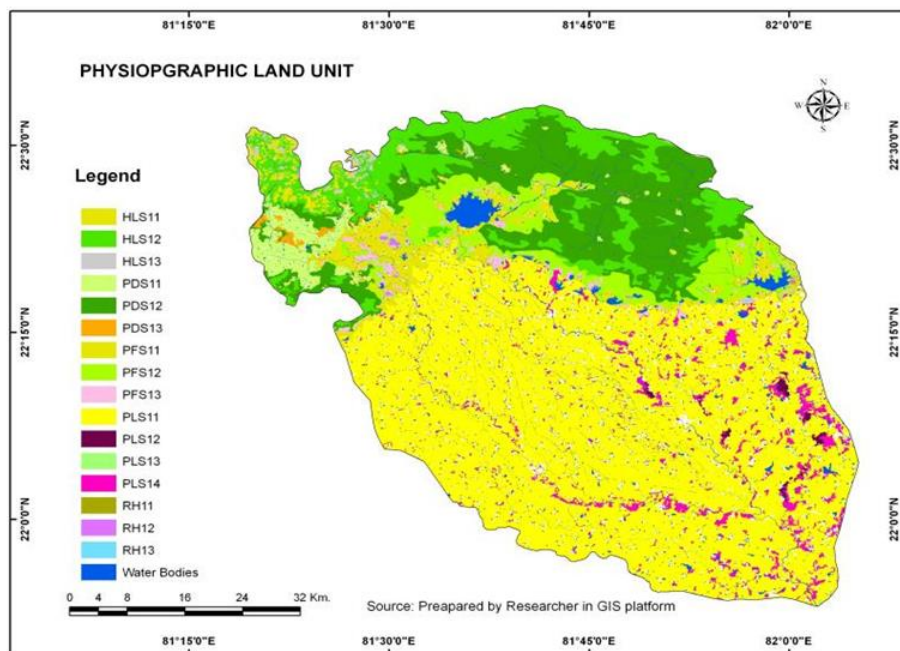 81°15'0"E 81°30'0"E 81°45'0"E 82°0'0"E
PHYSIOPGRAPHIC LAND UNIT
N
W E
S
22°30'0"N 22°30'0"N
Legend
HLS11
HLS12
HLS13
PDS11
PDS12
PDS13
PFS11
PFS12
PFS13
PLS11
PLS12
PLS13
PLS14
RH11
RH12
RH13
Water Bodies
22°15'0"N 22°15'0"N
22°0'0"N 22°0'0"N
0 4 8 16 24 32 Km.
Source: Preapared by Researcher in GIS platform
81°15'0"E 81°30'0"E 81°45'0"E 82°0'0"E